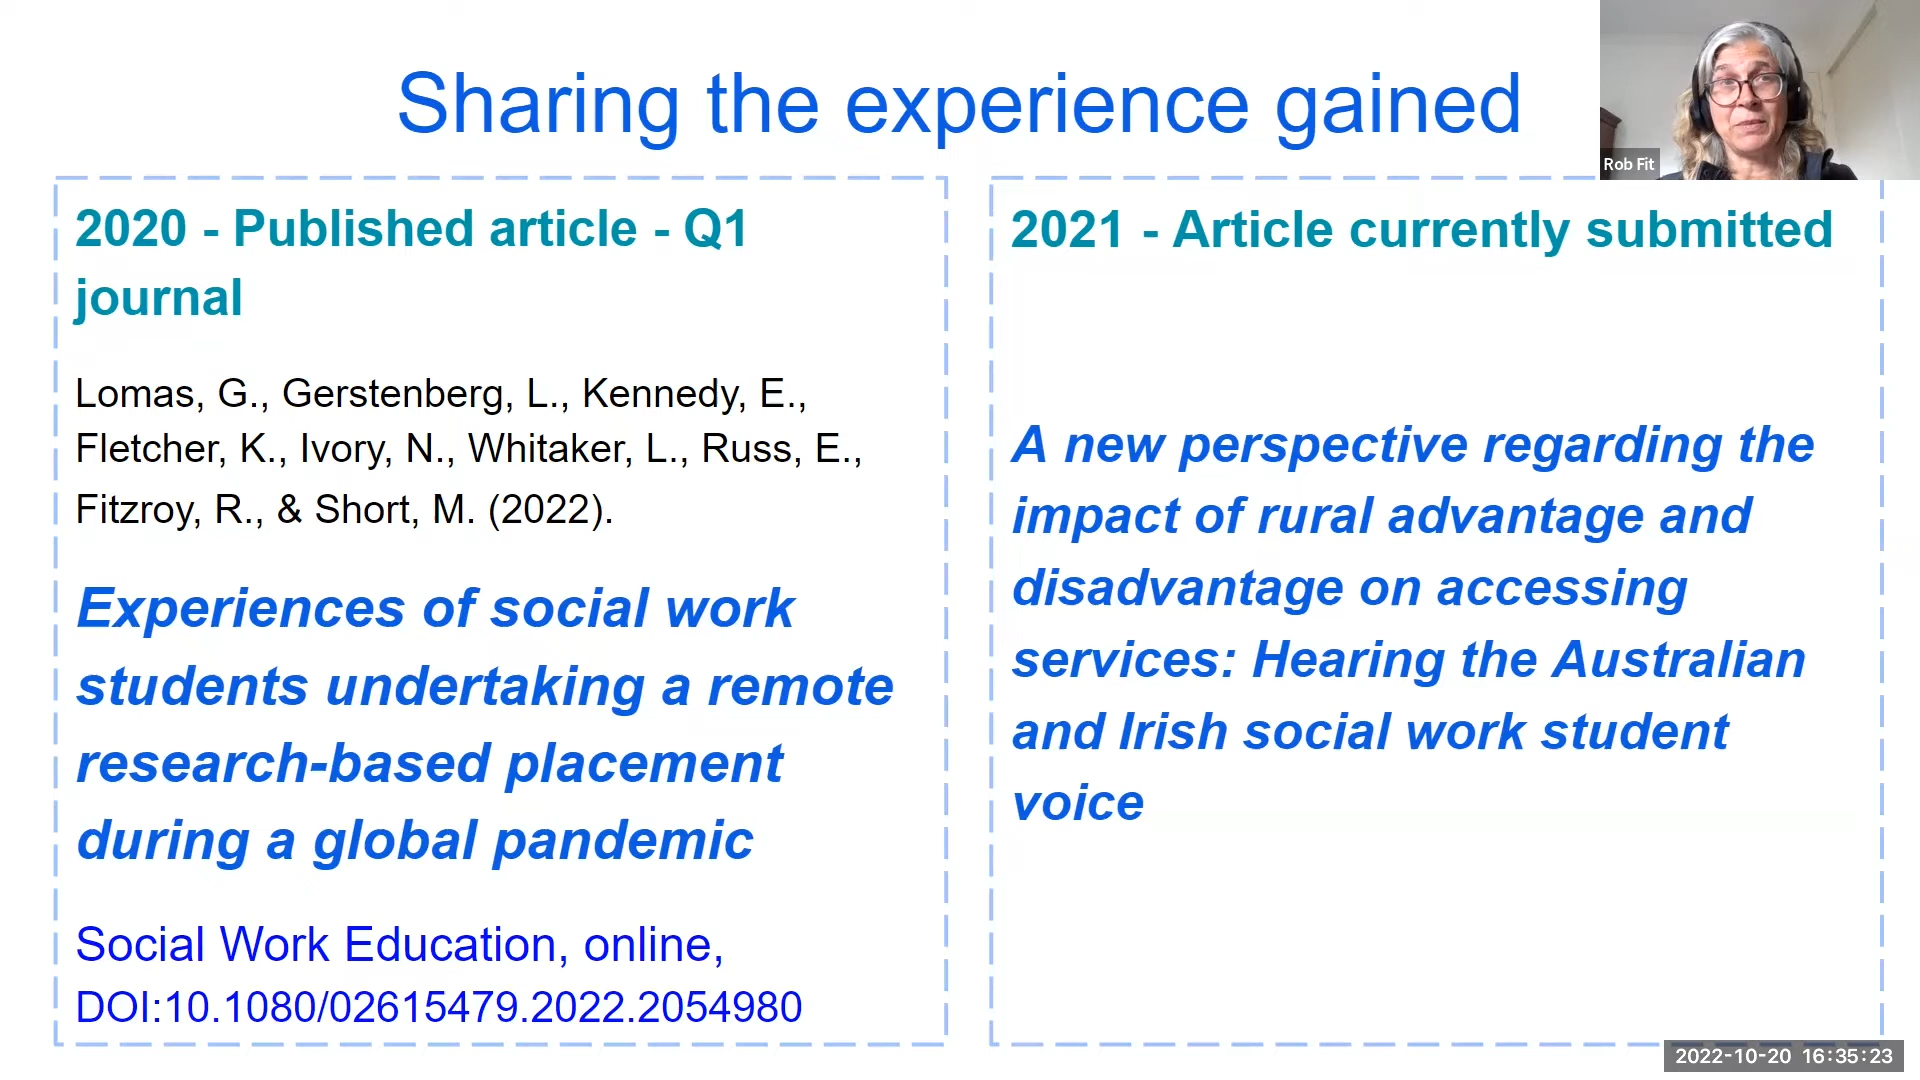 Sharing the experience gained
Rob Fit
2020 - Published article - Q1
journal
Lomas, G., Gerstenberg, L., Kennedy, E.,
Fletcher, K., Ivory, N., Whitaker, L., Russ, E.,
Fitzroy, R., & Short, M. (2022).
Experiences of social work
students undertaking a remote
research-based placement
during a global pandemic
Social Work Education, online,
DOI:10.1080/02615479.2022.2054980
2021 - Article currently submitted
A new perspective regarding the
impact of rural advantage and
disadvantage on accessing
services: Hearing the Australian
and Irish social work student
voice
2022-10-20 16:35:23